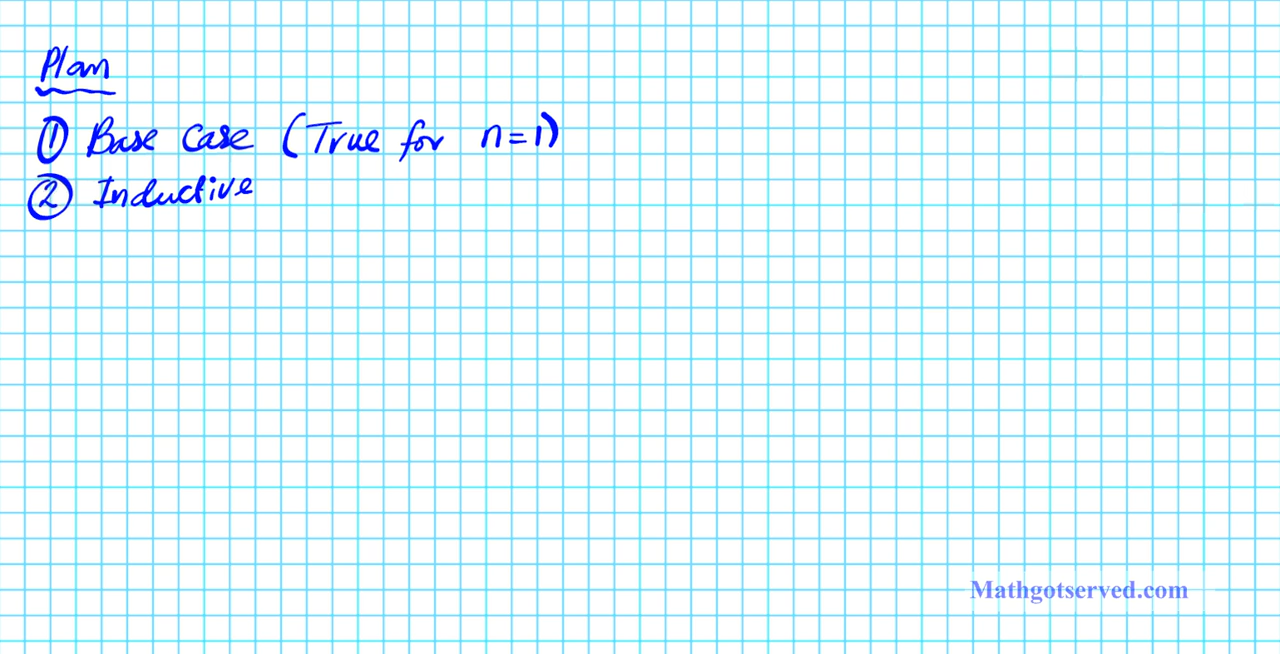 Plan
① Base case (True for n=1)
② Inductive
Mathgotserved.com